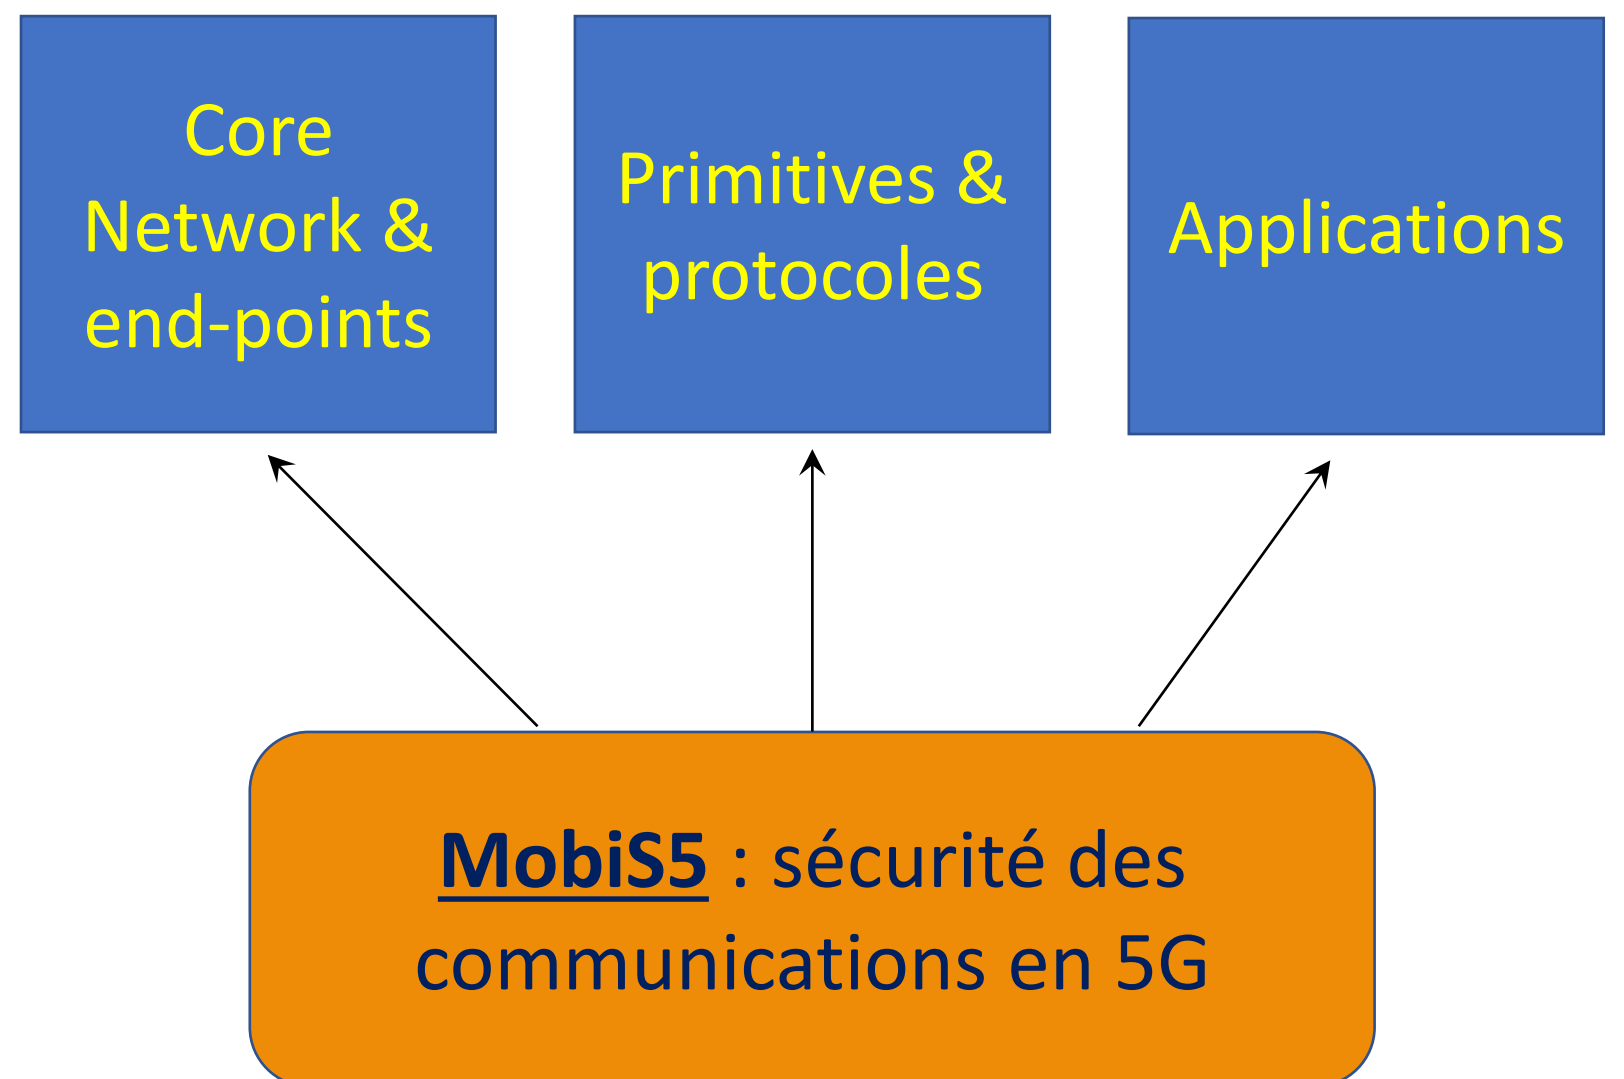 Core
Network &
end-points
Primitives &
protocoles
Applications
MobiS5 : sécurité des
communications en 5G